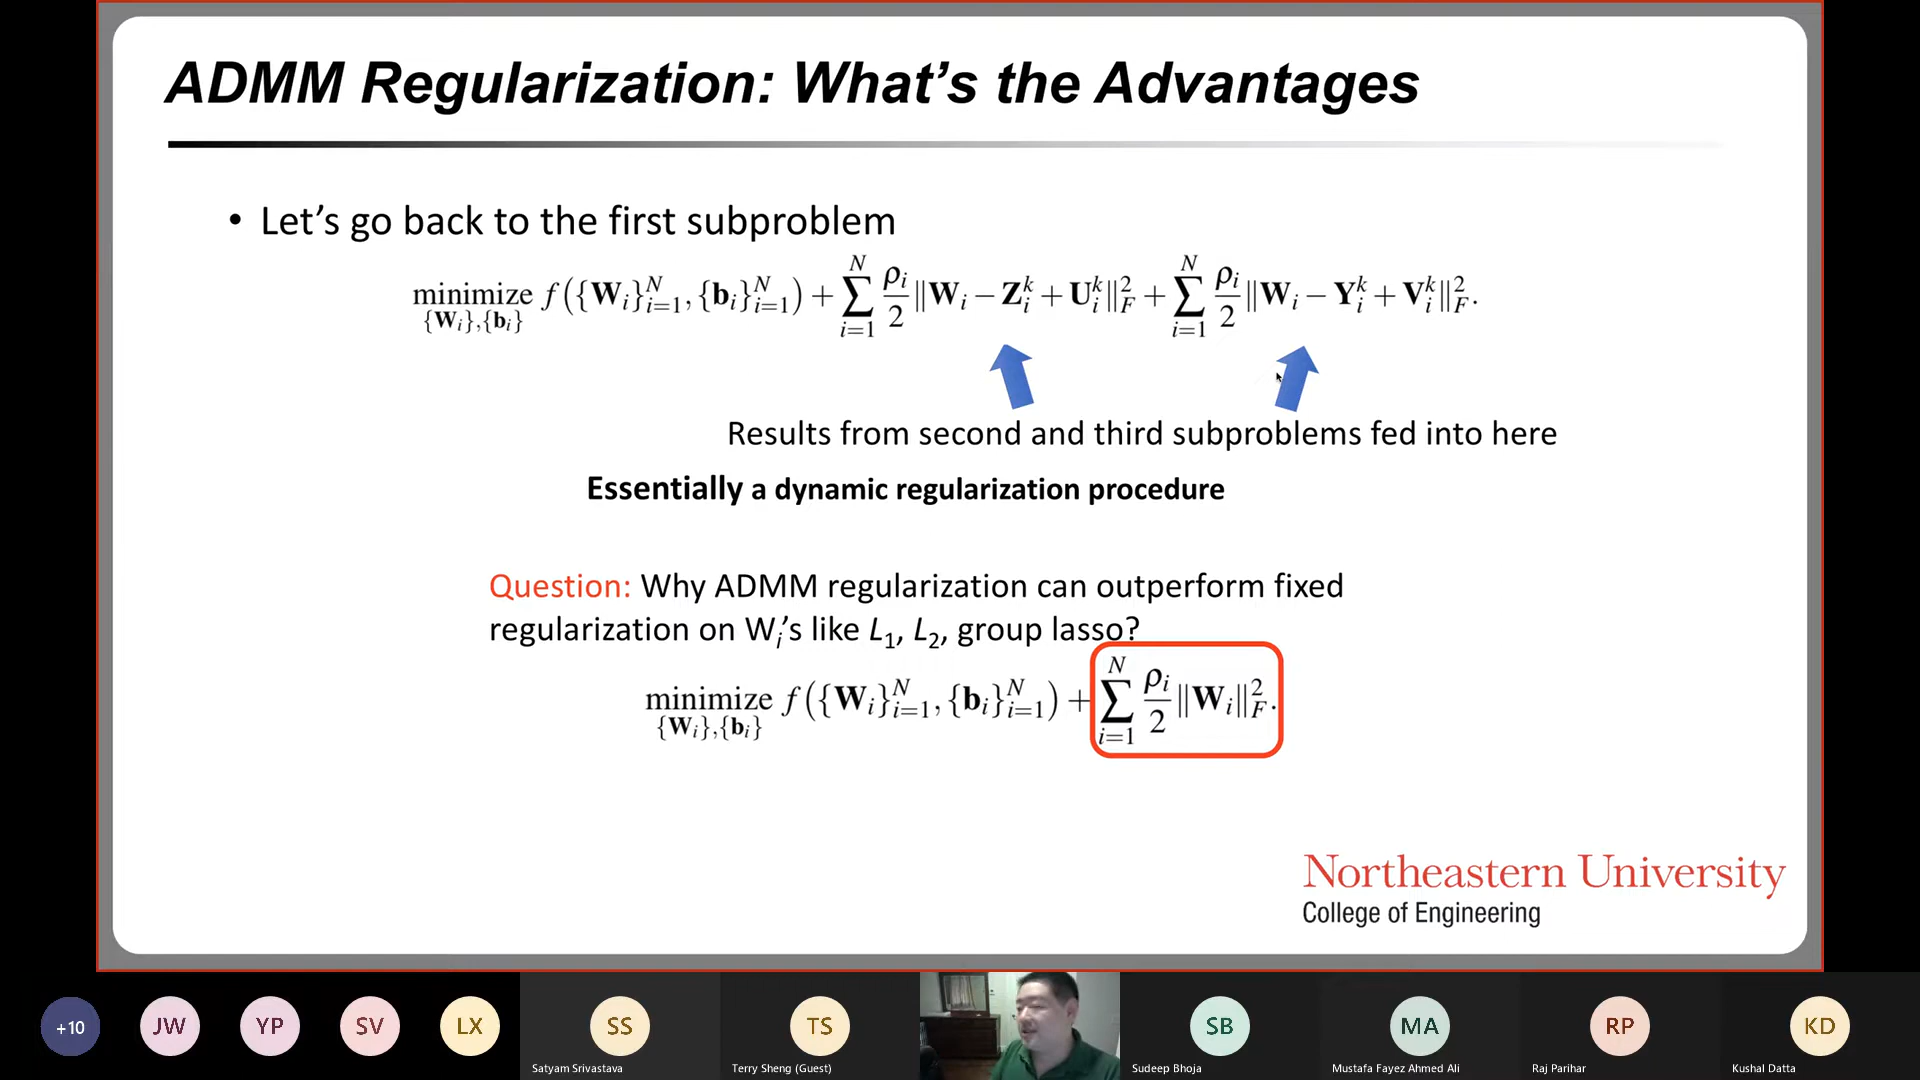 ADMM Regularization: What's the Advantages
• Let's go back to the first subproblem
minimize f({W_i}_{i=1}^N, {b_i}_{i=1}^N) + ∑_{i=1}^N ρ_i/2 ‖W_i − Z_i^k + U_i^k‖_F^2 + ∑_{i=1}^N ρ_i/2 ‖W_i − Y_i^k + V_i^k‖_F^2.
{W_i},{b_i}
Results from second and third subproblems fed into here
Essentially a dynamic regularization procedure
Question: Why ADMM regularization can outperform fixed
regularization on W_i's like L_1, L_2, group lasso?
minimize f({W_i}_{i=1}^N, {b_i}_{i=1}^N) + ∑_{i=1}^N ρ_i/2 ‖W_i‖_F^2.
{W_i},{b_i}
Northeastern University
College of Engineering
+10 JW YP SV LX SS TS SB MA RP KD
Satyam Srivastava Terry Sheng (Guest) Sudeep Bhoja Mustafa Fayez Ahmed Ali Raj Parihar Kushal Datta